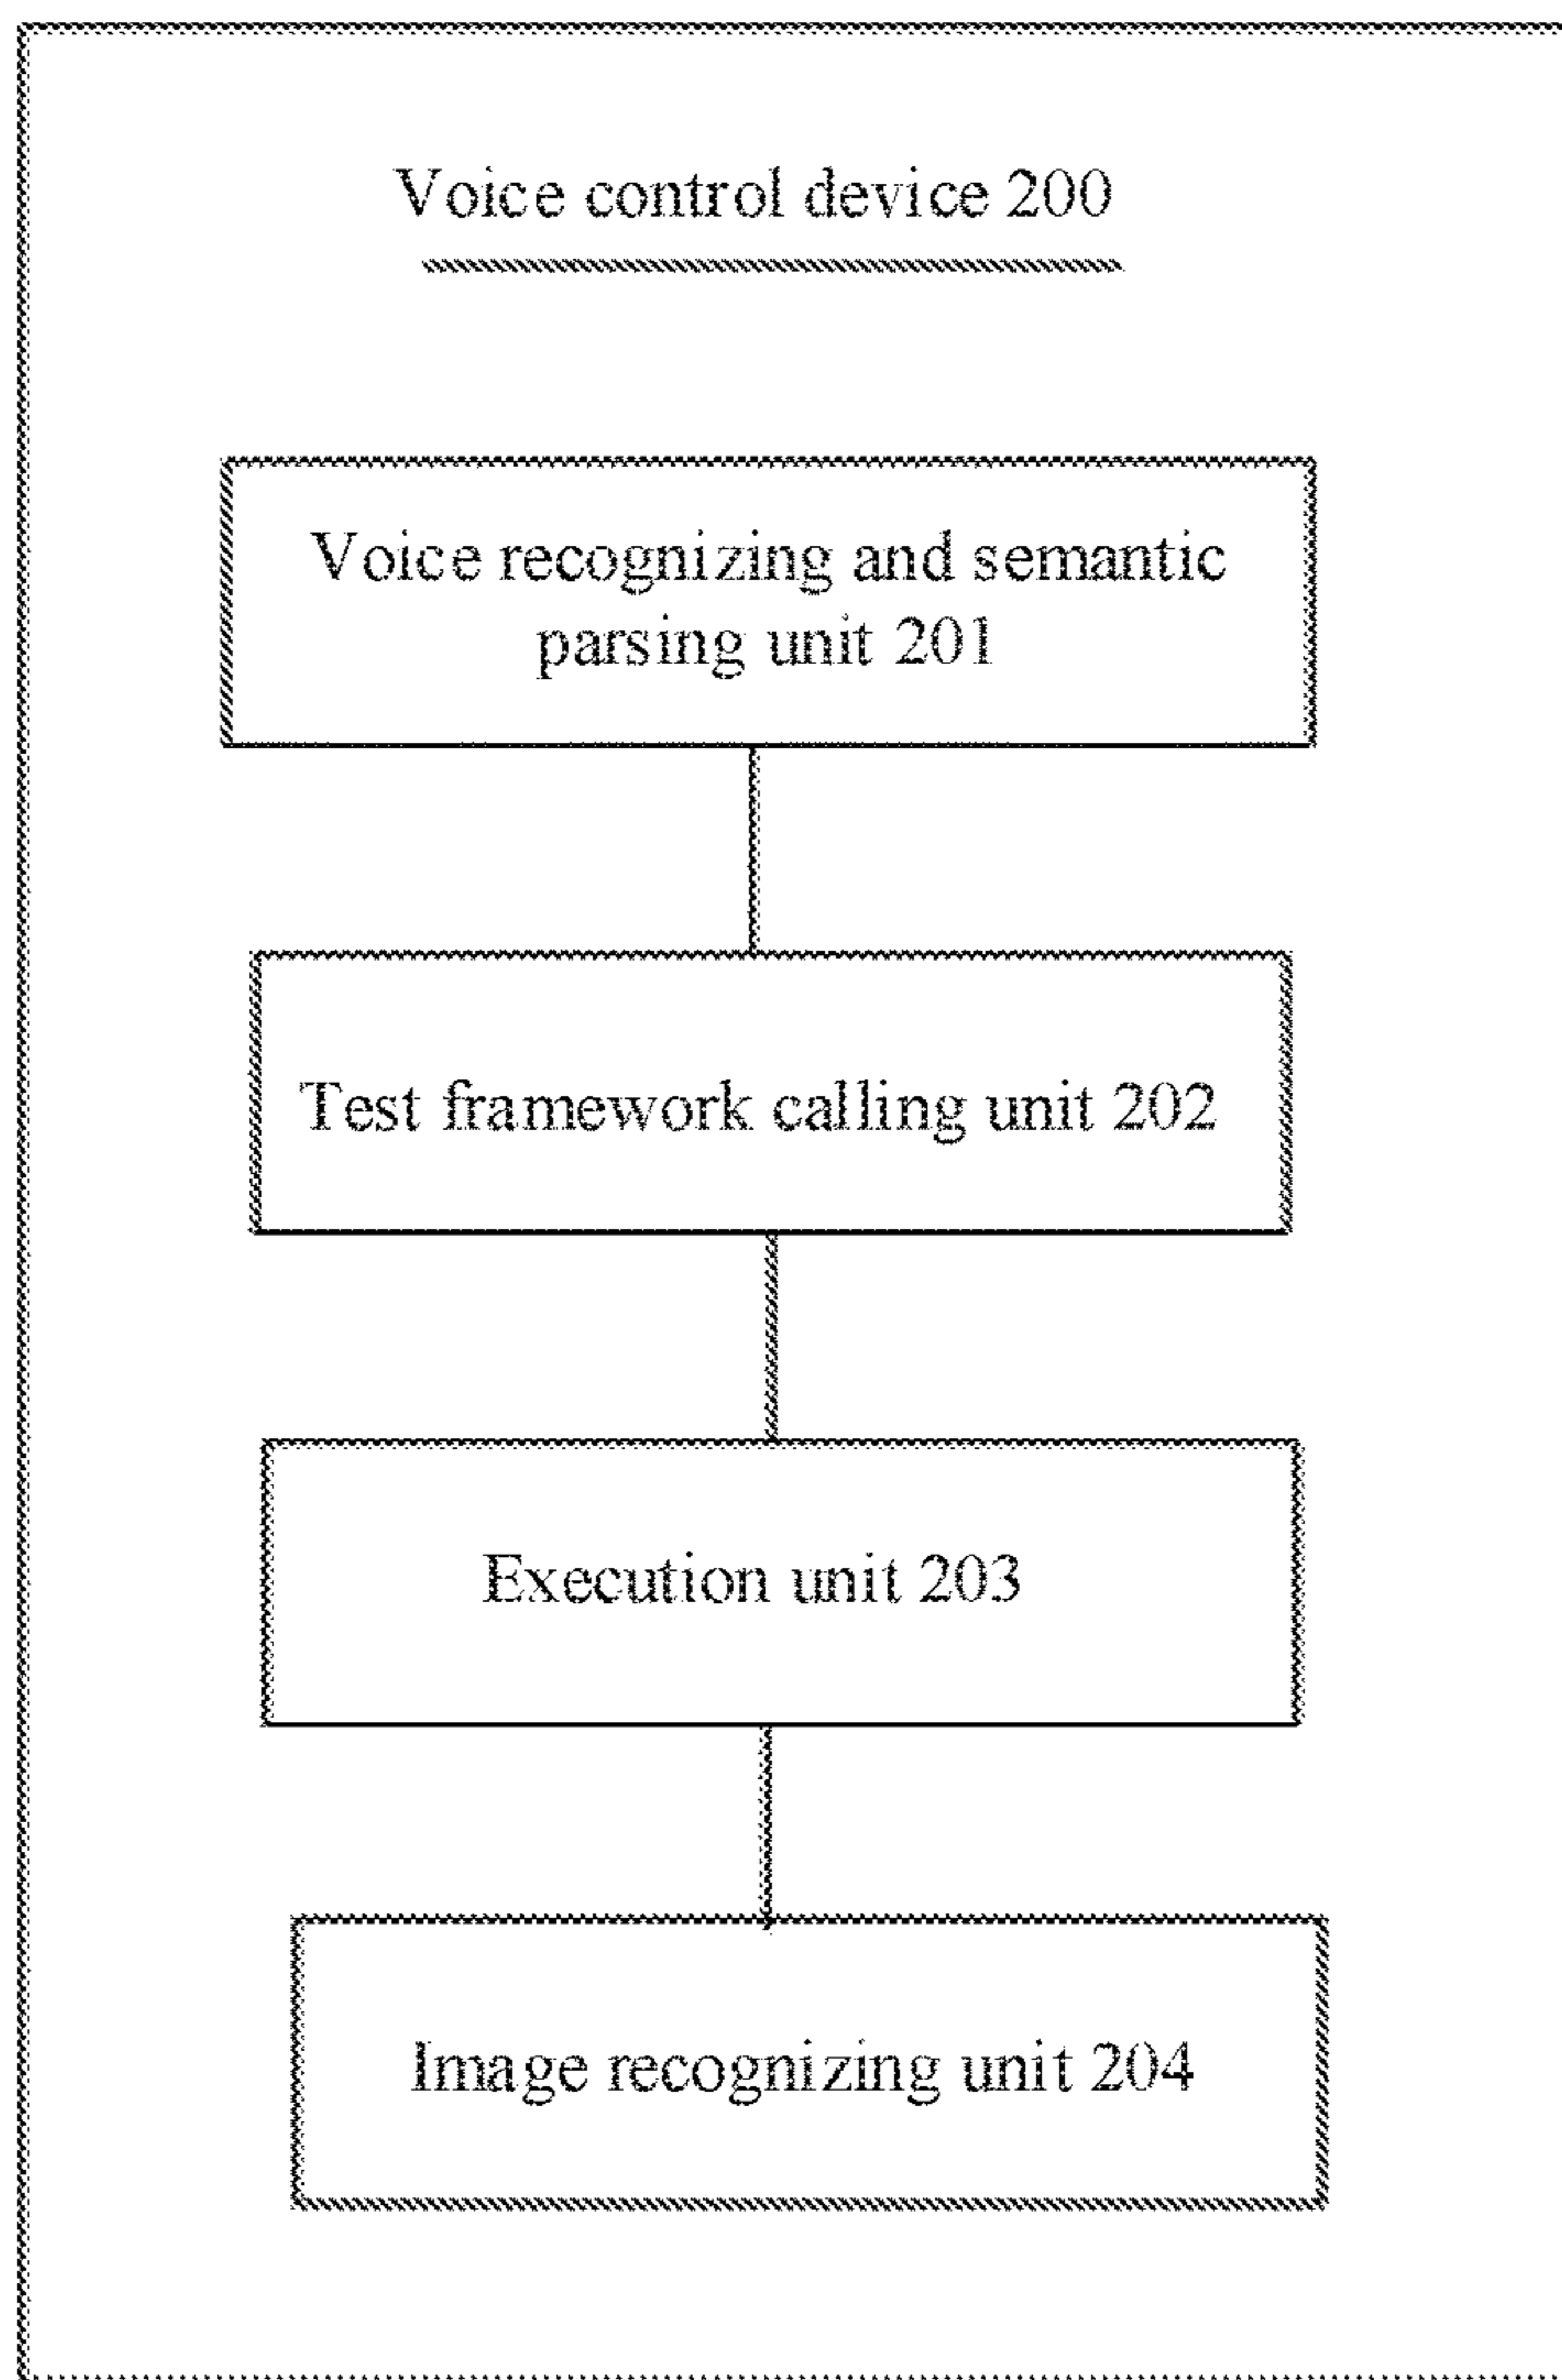 Voice control device 200
Voice recognizing and semantic
parsing unit 201
Test framework calling unit 202
Execution unit 203
Image recognizing unit 204